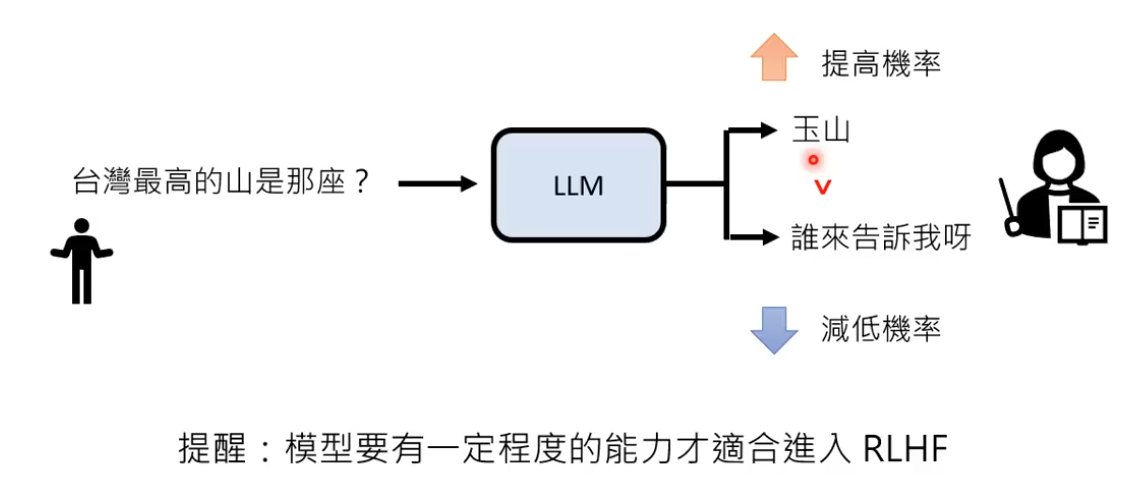 提高機率
玉山
台灣最高的山是那座？
LLM
誰來告訴我呀
減低機率
提醒：模型要有一定程度的能力才適合進入 RLHF